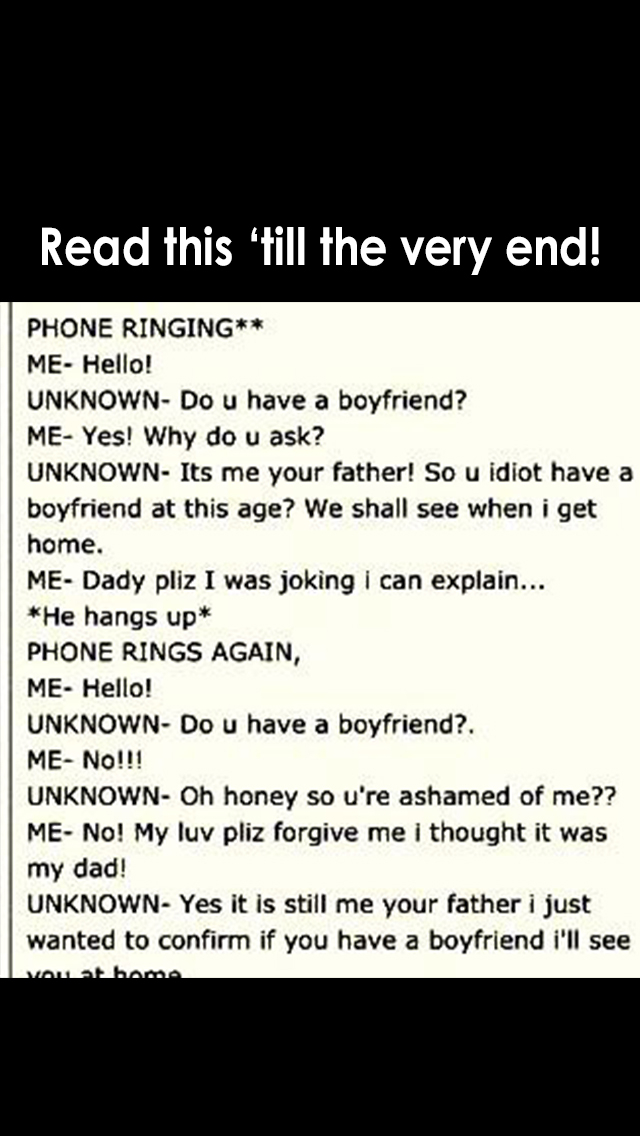 Read this ‘till the very end!
PHONE RINGING**
ME- Hello!
UNKNOWN- Do u have a boyfriend?
ME- Yes! Why do u ask?
UNKNOWN- Its me your father! So u idiot have a
boyfriend at this age? We shall see when i get
home.
ME- Dady pliz I was joking i can explain...
*He hangs up*
PHONE RINGS AGAIN,
ME- Hello!
UNKNOWN- Do u have a boyfriend?.
ME- No!!!
UNKNOWN- Oh honey so u're ashamed of me??
ME- No! My luv pliz forgive me i thought it was
my dad!
UNKNOWN- Yes it is still me your father i just
wanted to confirm if you have a boyfriend i'll see
you at home